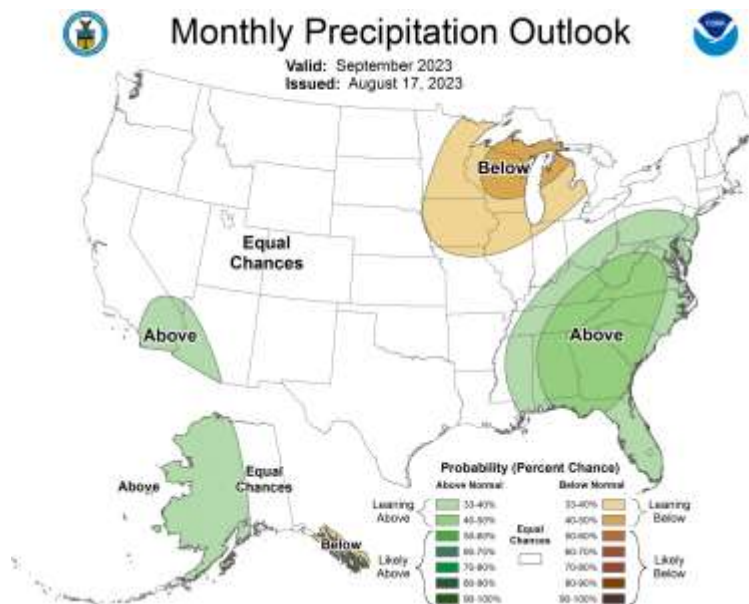 Monthly Precipitation Outlook
Valid: September 2023
Issued: August 17, 2023
Below
Equal
Chances
Above
Above
Above
Equal
Chances
Below
Probability (Percent Chance)
Above Normal
Below Normal
Leaning
Above
33-40%
40-50%
Likely
Above
50-60%
60-70%
70-80%
80-90%
90-100%
Equal
Chances
33-40%
40-50%
Leaning
Below
50-60%
60-70%
70-80%
80-90%
90-100%
Likely
Below